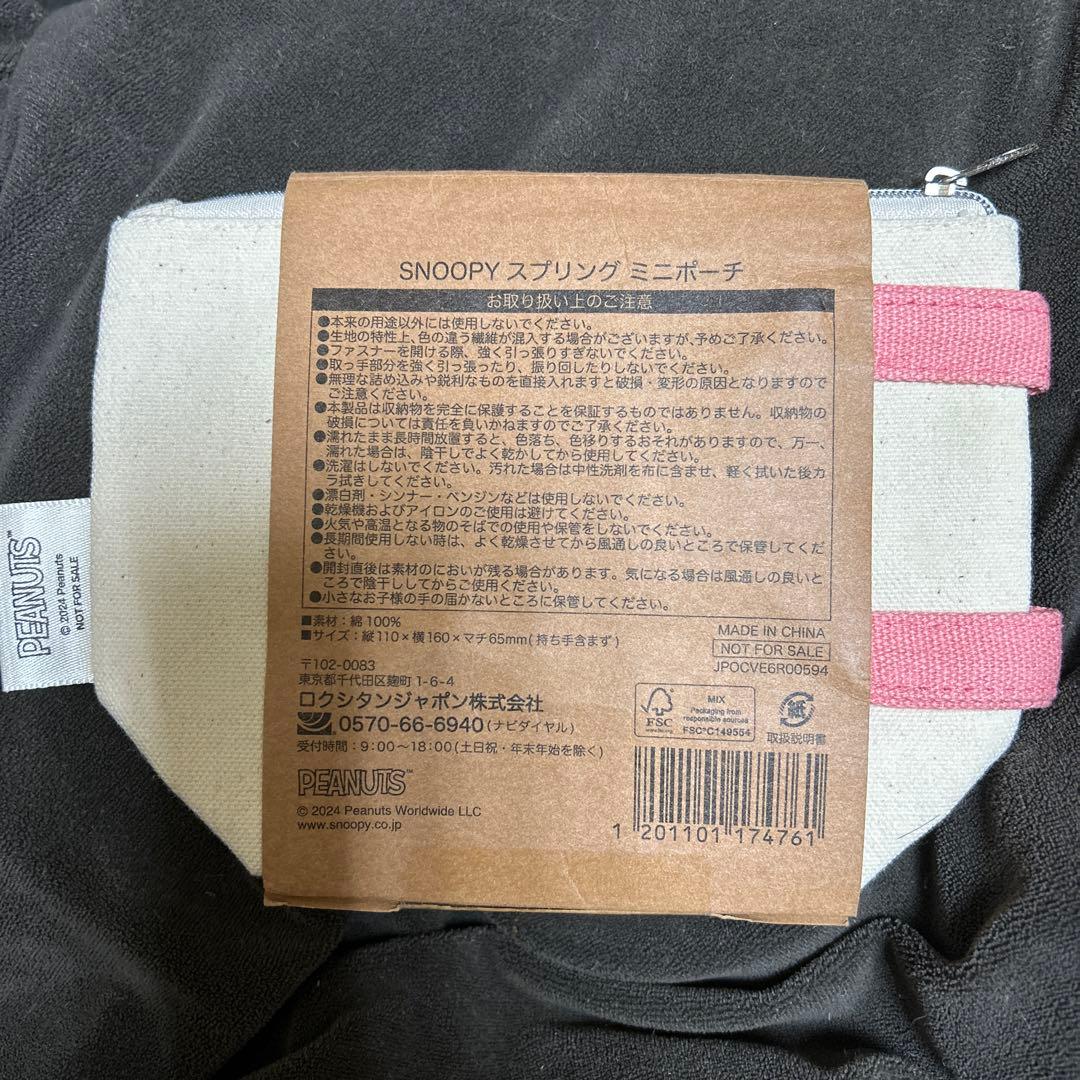 SNOOPY スプリング ミニポーチ
お取り扱い上のご注意
●本来の用途以外には使用しないでください。
●生地の特性上、色の違う繊維が混入する場合がございますが、予めご了承ください。
●ファスナーを開ける際、強く引っ張りすぎないでください。
●取っ手部分を強く引っ張ったり、振り回したりしないでください。
●無理な詰め込みや鋭利なものを直接入れますと破損・変形の原因となりますので
ご注意ください。
●本製品は収納物を完全に保護することを保証するものではありません。収納物の
破損については責任を負いかねますのでご了承ください。
●濡れたまま長時間放置すると、色落ち、色移りするおそれがありますので、万一、
濡れた場合は、陰干しでよく乾かしてから使用してください。
●洗濯はしないでください。汚れた場合は中性洗剤を布に含ませ、軽く拭いた後カ
ラ拭きしてください。
●漂白剤・シンナー・ベンジンなどは使用しないでください。
●乾燥機およびアイロンのご使用は避けてください。
●火気や高温となる物のそばでの使用や保管をしないでください。
●長期間使用しない時は、よく乾燥させてから風通しの良いところで保管してくだ
さい。
●開封直後は素材のにおいが残る場合があります。気になる場合は風通しの良いと
ころで陰干ししてからご使用ください。
●小さなお子様の手の届かないところに保管してください。
■素材：綿100%
■サイズ：縦110×横160×マチ65mm(持ち手含まず)
〒102-0083
東京都千代田区麹町1-6-4
ロクシタンジャポン株式会社
0570-66-6940(ナビダイヤル)
受付時間：9:00〜18:00(土日祝・年末年始を除く)
PEANUTS™
© 2024 Peanuts Worldwide LLC
www.snoopy.co.jp
MADE IN CHINA
NOT FOR SALE
JPOCVE6R00594
FSC
www.fsc.org
MIX
Packaging from
responsible sources
FSC®C149554
紙
取扱説明書
1 201101 174761
PEANUTS™
© 2024 Peanuts
NOT FOR SALE